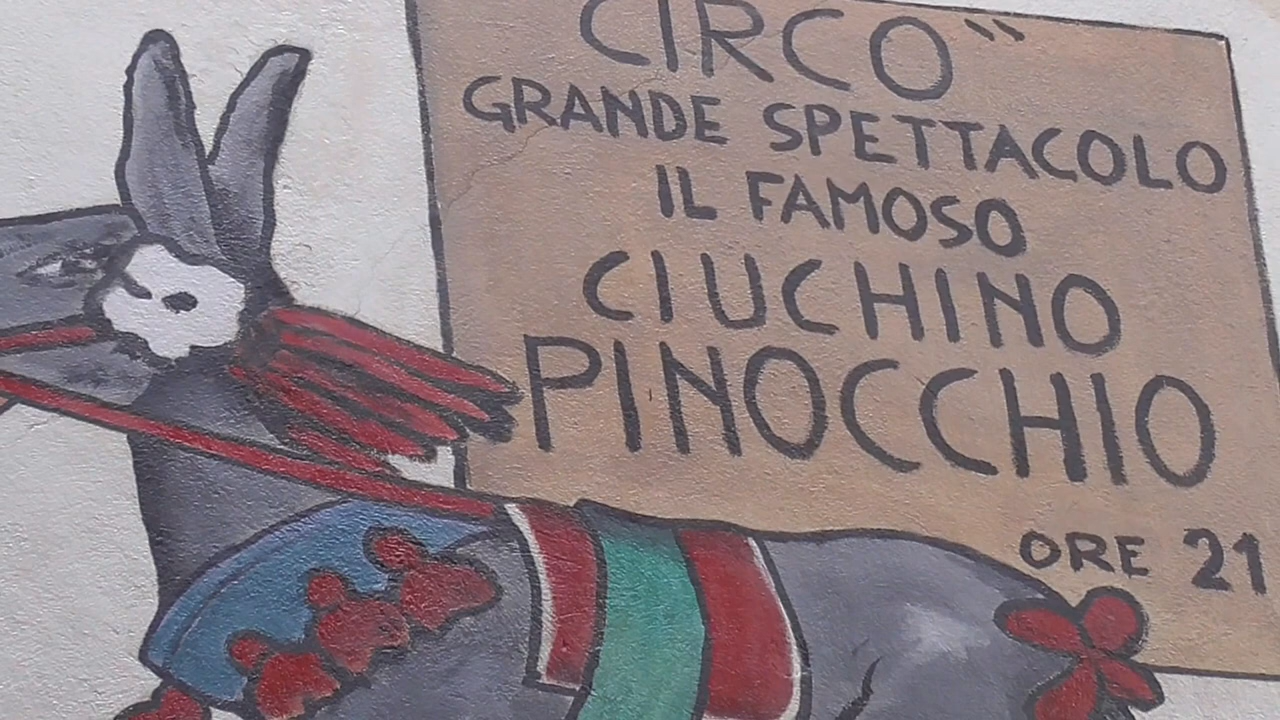 CIRCO"
GRANDE SPETTACOLO
IL FAMOSO
CIUCHINO
PINOCCHIO
ORE 21